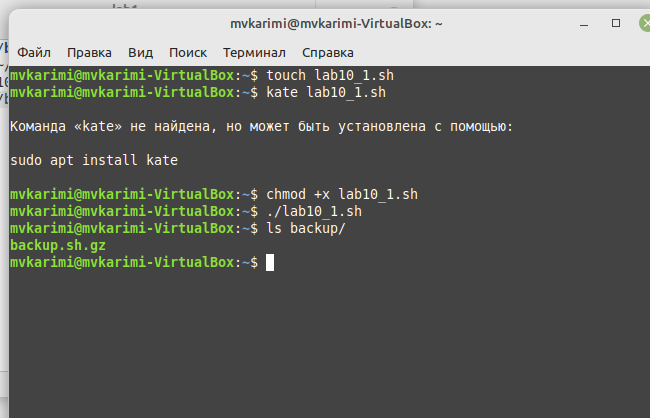 mvkarimi@mvkarimi-VirtualBox: ~
Файл Правка Вид Поиск Терминал Справка
mvkarimi@mvkarimi-VirtualBox:~$ touch lab10_1.sh
mvkarimi@mvkarimi-VirtualBox:~$ kate lab10_1.sh
Команда «kate» не найдена, но может быть установлена с помощью:
sudo apt install kate
mvkarimi@mvkarimi-VirtualBox:~$ chmod +x lab10_1.sh
mvkarimi@mvkarimi-VirtualBox:~$ ./lab10_1.sh
mvkarimi@mvkarimi-VirtualBox:~$ ls backup/
backup.sh.gz
mvkarimi@mvkarimi-VirtualBox:~$